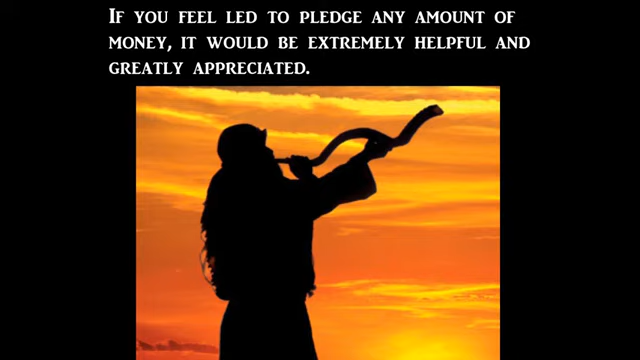 If you feel led to pledge any amount of
money, it would be extremely helpful and
greatly appreciated.